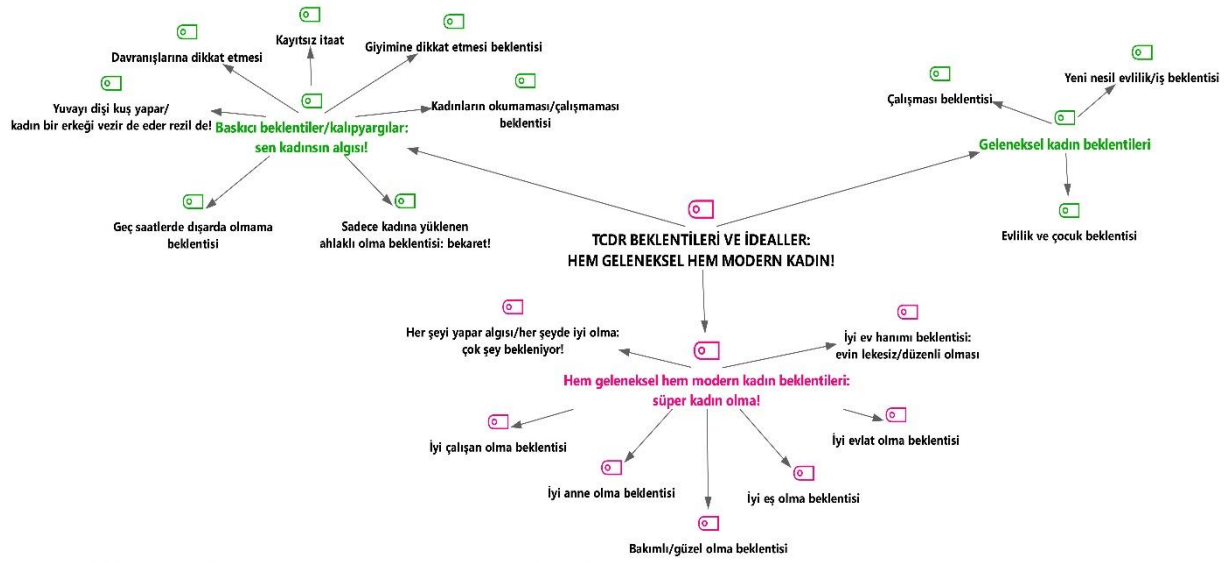 Kayıtsız itaat
Davranışlarına dikkat etmesi
Giyimine dikkat etmesi beklentisi
Yuvayı dişi kuş yapar/
kadın bir erkeği vezir de eder rezil de!
Kadınların okumaması/çalışmaması
beklentisi
Baskıcı beklentiler/kalıpyargılar:
sen kadınsın algısı!
Geç saatlerde dışarda olmama
beklentisi
Sadece kadına yüklenen
ahlaklı olma beklentisi: bekaret!
Yeni nesil evlilik/iş beklentisi
Çalışması beklentisi
Geleneksel kadın beklentileri
Evlilik ve çocuk beklentisi
TCDR BEKLENTİLERİ VE İDEALLER:
HEM GELENEKSEL HEM MODERN KADIN!
Her şeyi yapar algısı/her şeyde iyi olma:
çok şey bekleniyor!
İyi ev hanımı beklentisi:
evin lekesiz/düzenli olması
Hem geleneksel hem modern kadın beklentileri:
süper kadın olma!
İyi çalışan olma beklentisi
İyi evlat olma beklentisi
İyi anne olma beklentisi
İyi eş olma beklentisi
Bakımlı/güzel olma beklentisi